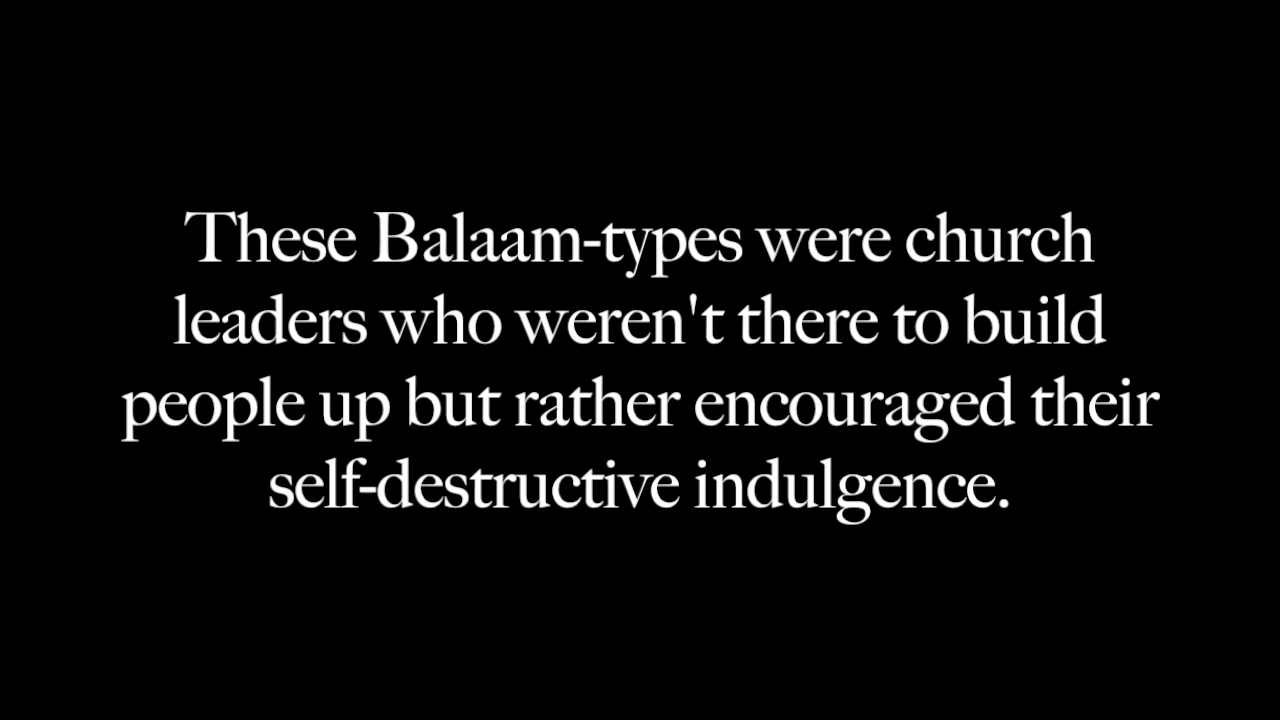 These Balaam-types were church
leaders who weren't there to build
people up but rather encouraged their
self-destructive indulgence.